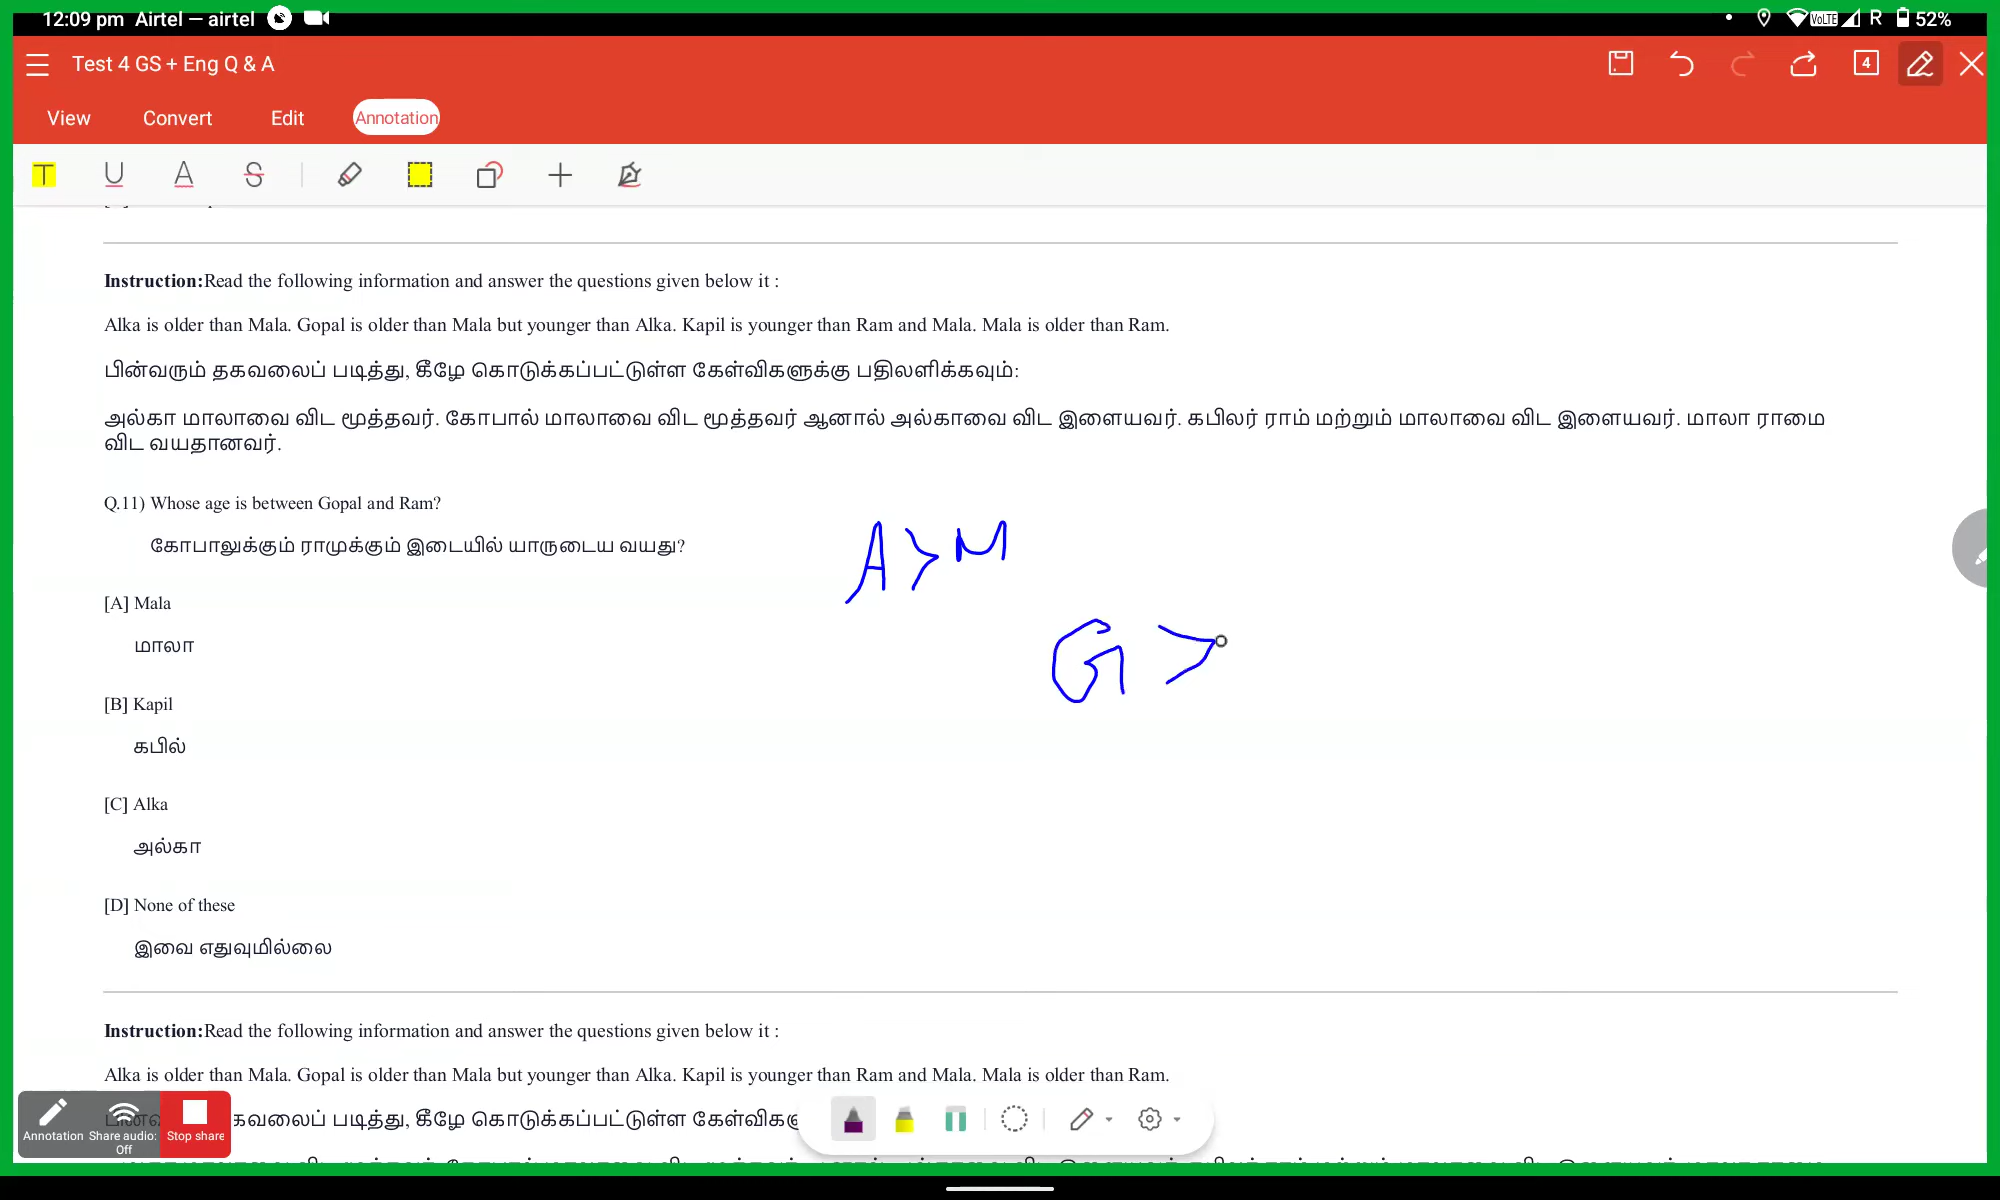 12:09 pm Airtel — airtel VoLTE R 52%
Test 4 GS + Eng Q & A 4
View Convert Edit Annotation
T U A S
Instruction:Read the following information and answer the questions given below it :
Alka is older than Mala. Gopal is older than Mala but younger than Alka. Kapil is younger than Ram and Mala. Mala is older than Ram.
பின்வரும் தகவலைப் படித்து, கீழே கொடுக்கப்பட்டுள்ள கேள்விகளுக்கு பதிலளிக்கவும்:
அல்கா மாலாவை விட மூத்தவர். கோபால் மாலாவை விட மூத்தவர் ஆனால் அல்காவை விட இளையவர். கபிலர் ராம் மற்றும் மாலாவை விட இளையவர். மாலா ராமை
விட வயதானவர்.
Q.11) Whose age is between Gopal and Ram?
கோபாலுக்கும் ராமுக்கும் இடையில் யாருடைய வயது?
A > M
[A] Mala
மாலா
G >
[B] Kapil
கபில்
[C] Alka
அல்கா
[D] None of these
இவை எதுவுமில்லை
Instruction:Read the following information and answer the questions given below it :
Alka is older than Mala. Gopal is older than Mala but younger than Alka. Kapil is younger than Ram and Mala. Mala is older than Ram.
படித்து, கீழே கொடுக்கப்பட்டுள்ள
Annotation Share audio: Off Stop share